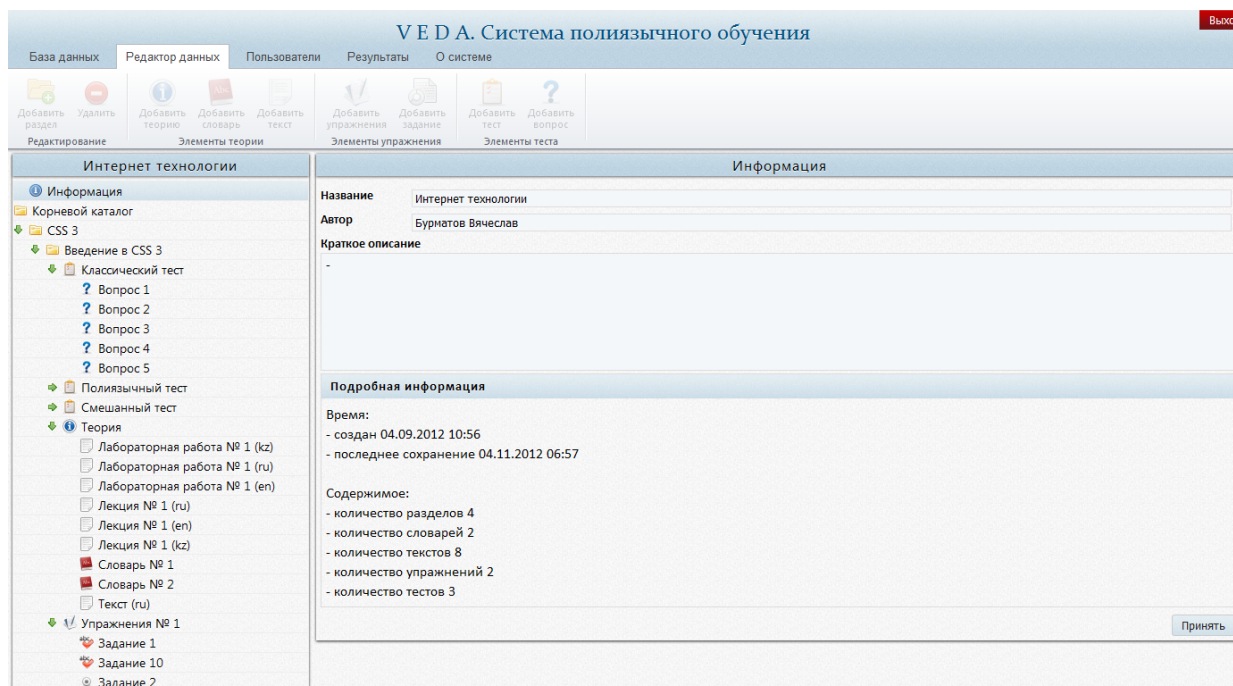 Выхо
V E D A. Система полиязычного обучения
База данных Редактор данных Пользователи Результаты О системе
Добавить раздел Удалить Добавить теорию Добавить словарь Добавить текст Добавить упражнения Добавить задание Добавить тест Добавить вопрос
Редактирование Элементы теории Элементы упражнения Элементы теста
Интернет технологии
Информация
Корневой каталог
CSS 3
Введение в CSS 3
Классический тест
Вопрос 1
Вопрос 2
Вопрос 3
Вопрос 4
Вопрос 5
Полиязычный тест
Смешанный тест
Теория
Лабораторная работа № 1 (kz)
Лабораторная работа № 1 (ru)
Лабораторная работа № 1 (en)
Лекция № 1 (ru)
Лекция № 1 (en)
Лекция № 1 (kz)
Словарь № 1
Словарь № 2
Текст (ru)
Упражнения № 1
Задание 1
Задание 10
Задание 2
Информация
Название Интернет технологии
Автор Бурматов Вячеслав
Краткое описание
-
Подробная информация
Время:
- создан 04.09.2012 10:56
- последнее сохранение 04.11.2012 06:57
Содержимое:
- количество разделов 4
- количество словарей 2
- количество текстов 8
- количество упражнений 2
- количество тестов 3
Принять